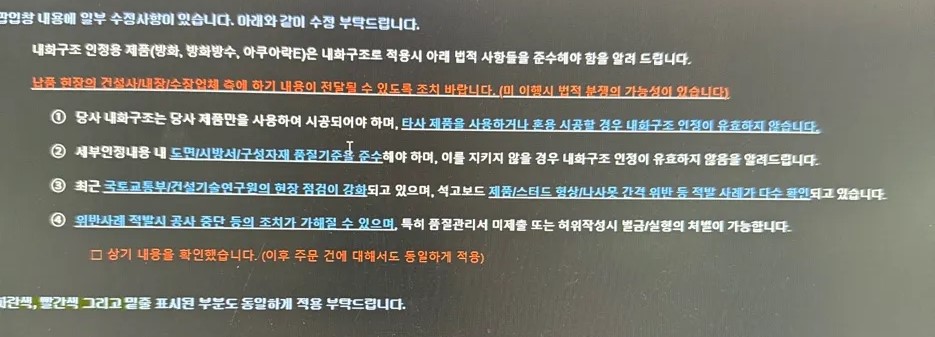 팝업창 내용에 일부 수정사항이 있습니다. 아래와 같이 수정 부탁드립니다.
내화구조 인정용 제품(방화, 방화방수, 아쿠아락E)은 내화구조로 적용시 아래 법적 사항들을 준수해야 함을 알려 드립니다.
납품 현장의 건설사/내장/수장업체 측에 하기 내용이 전달될 수 있도록 조치 바랍니다. (미 이행시 법적 분쟁의 가능성이 있습니다)
① 당사 내화구조는 당사 제품만을 사용하여 시공되어야 하며, 타사 제품을 사용하거나 혼용 시공할 경우 내화구조 인정이 유효하지 않습니다.
② 세부인정내용 내 도면/시방서/구성자재 품질기준을 준수해야 하며, 이를 지키지 않을 경우 내화구조 인정이 유효하지 않음을 알려드립니다.
③ 최근 국토교통부/건설기술연구원의 현장 점검이 강화되고 있으며, 석고보드 제품/스터드 형상/나사못 간격 위반 등 적발 사례가 다수 확인되고 있습니다.
④ 위반사례 적발시 공사 중단 등의 조치가 가해질 수 있으며, 특히 품질관리서 미제출 또는 허위작성시 벌금/실형의 처벌이 가능합니다.
□ 상기 내용을 확인했습니다. (이후 주문 건에 대해서도 동일하게 적용)
파란색, 빨간색 그리고 밑줄 표시된 부분도 동일하게 적용 부탁드립니다.